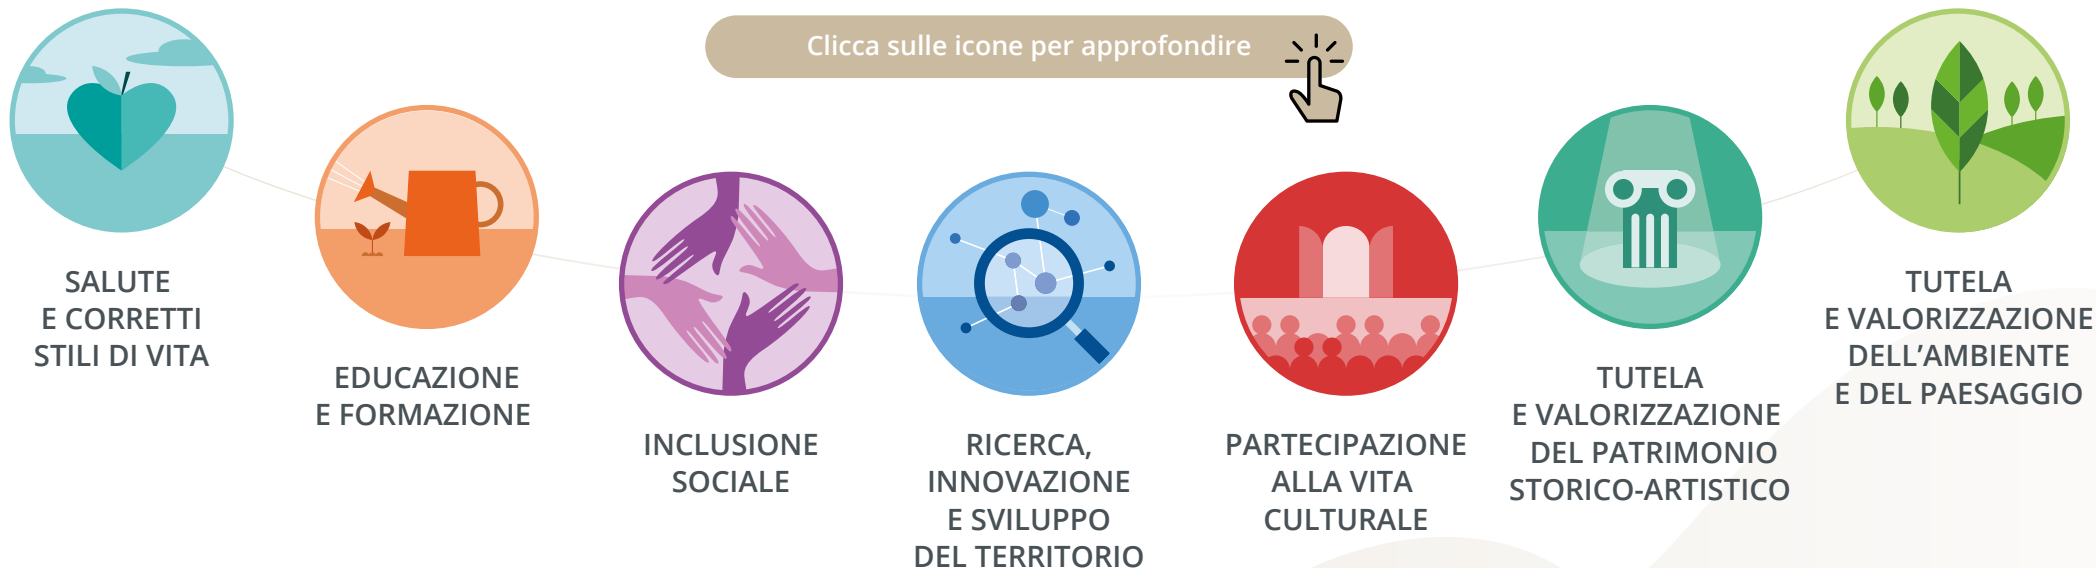 Clicca sulle icone per approfondire
SALUTE
E CORRETTI
STILI DI VITA
EDUCAZIONE
E FORMAZIONE
INCLUSIONE
SOCIALE
RICERCA,
INNOVAZIONE
E SVILUPPO
DEL TERRITORIO
PARTECIPAZIONE
ALLA VITA
CULTURALE
TUTELA
E VALORIZZAZIONE
DEL PATRIMONIO
STORICO-ARTISTICO
TUTELA
E VALORIZZAZIONE
DELL’AMBIENTE
E DEL PAESAGGIO